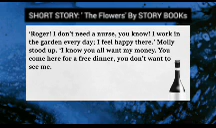 SHORT STORY: ' The Flowers' By STORY BOOKs
'Roger! I don't need a nurse, you know! I work in
the garden every day; I feel happy there.' Molly
stood up. 'I know you all want my money. You
come here for a free dinner, you don't want to
see me.